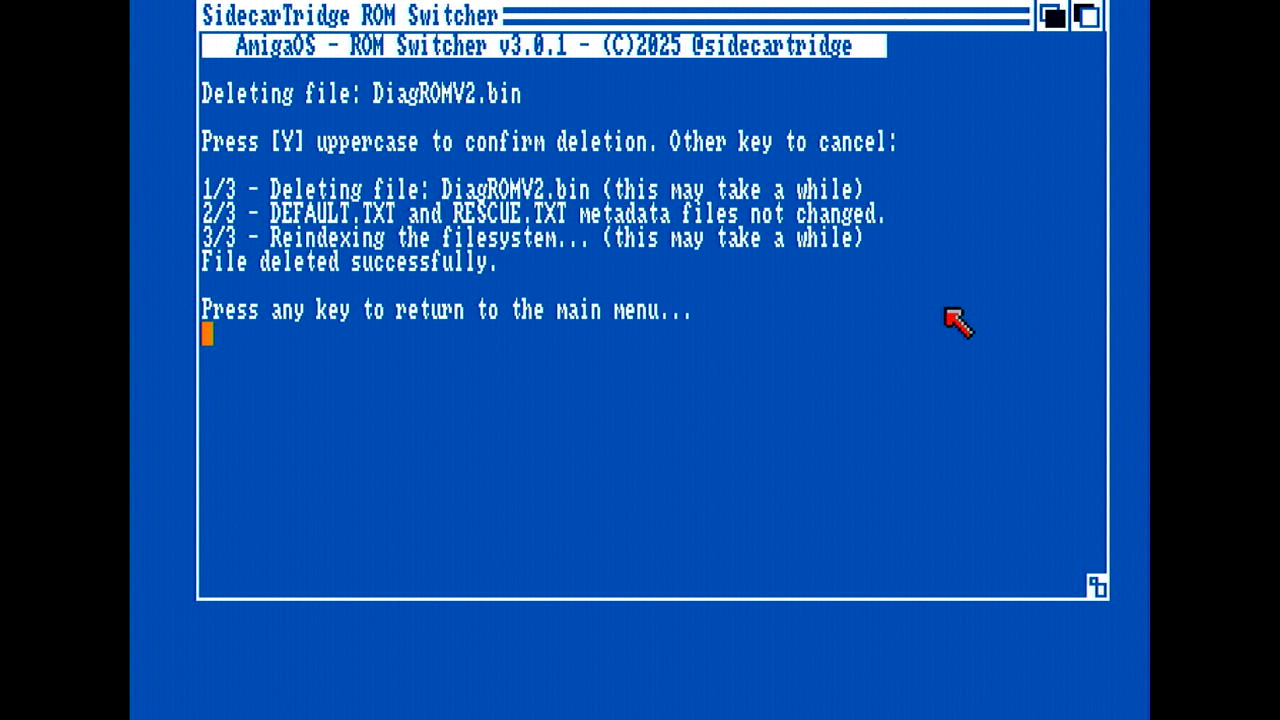 SidecarTridge ROM Switcher
AmigaOS - ROM Switcher v3.0.1 - (C)2025 @sidecartridge
Deleting file: DiagROMV2.bin
Press [Y] uppercase to confirm deletion. Other key to cancel:
1/3 - Deleting file: DiagROMV2.bin (this may take a while)
2/3 - DEFAULT.TXT and RESCUE.TXT metadata files not changed.
3/3 - Reindexing the filesystem... (this may take a while)
File deleted successfully.
Press any key to return to the main menu...